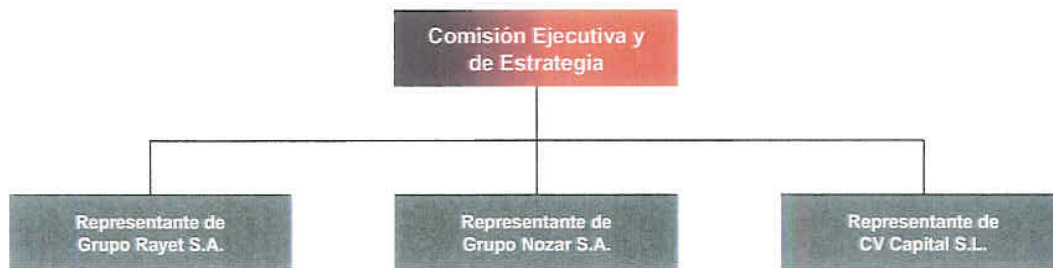 Comisión Ejecutiva y
de Estrategia
Representante de
Grupo Rayet S.A.
Representante de
Grupo Nozar S.A.
Representante de
CV Capital S.L.